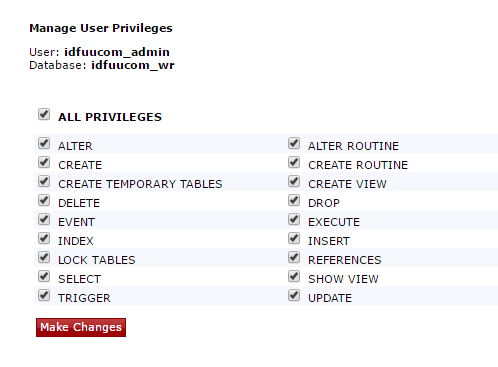 Manage User Privileges
User: idfuucom_admin
Database: idfuucom_wr
ALL PRIVILEGES
ALTER ALTER ROUTINE
CREATE CREATE ROUTINE
CREATE TEMPORARY TABLES CREATE VIEW
DELETE DROP
EVENT EXECUTE
INDEX INSERT
LOCK TABLES REFERENCES
SELECT SHOW VIEW
TRIGGER UPDATE
Make Changes